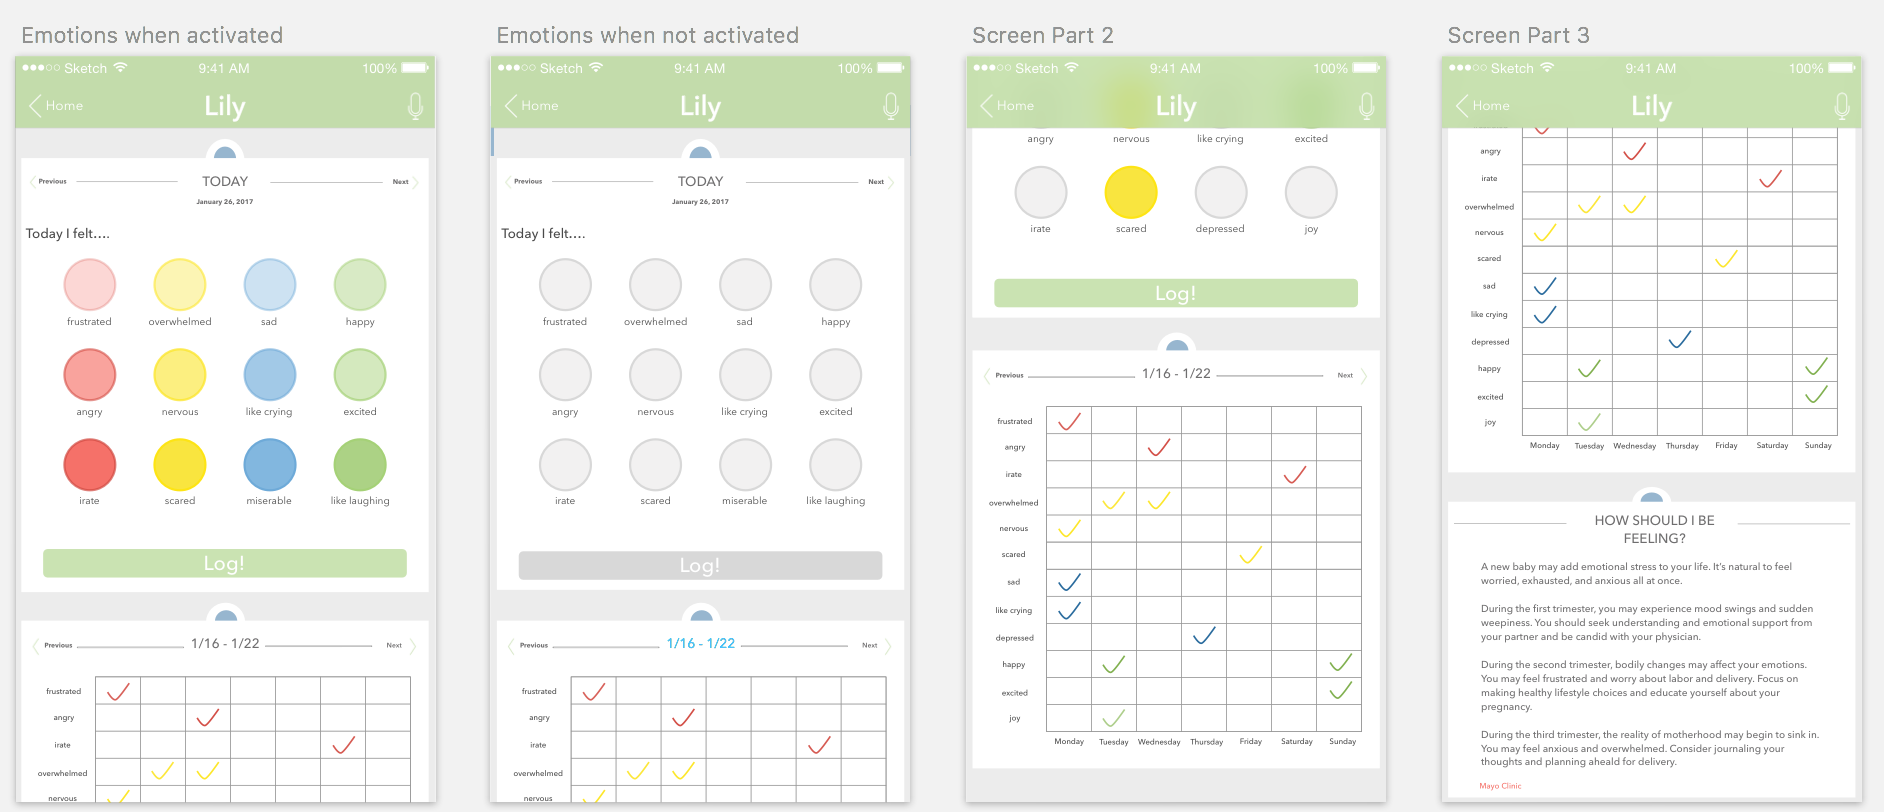 Emotions when activated
Sketch 9:41 AM 100%
Home Lily
Previous TODAY Next
January 26, 2017
Today I felt....
frustrated overwhelmed sad happy
angry nervous like crying excited
irate scared miserable like laughing
Log!
Previous 1/16 - 1/22 Next
frustrated
angry
irate
overwhelmed
nervous
Emotions when not activated
Sketch 9:41 AM 100%
Home Lily
Previous TODAY Next
January 26, 2017
Today I felt....
frustrated overwhelmed sad happy
angry nervous like crying excited
irate scared miserable like laughing
Log!
Previous 1/16 - 1/22 Next
frustrated
angry
irate
overwhelmed
nervous
Screen Part 2
Sketch 9:41 AM 100%
Home Lily
angry nervous like crying excited
irate scared depressed joy
Log!
Previous 1/16 - 1/22 Next
frustrated
angry
irate
overwhelmed
nervous
scared
sad
like crying
depressed
happy
excited
joy
Monday Tuesday Wednesday Thursday Friday Saturday Sunday
Screen Part 3
Sketch 9:41 AM 100%
Home Lily
angry
irate
overwhelmed
nervous
scared
sad
like crying
depressed
happy
excited
joy
Monday Tuesday Wednesday Thursday Friday Saturday Sunday
HOW SHOULD I BE
FEELING?
A new baby may add emotional stress to your life. It's natural to feel
worried, exhausted, and anxious all at once.
During the first trimester, you may experience mood swings and sudden
weepiness. You should seek understanding and emotional support from
your partner and be candid with your physician.
During the second trimester, bodily changes may affect your emotions.
You may feel frustrated and worry about labor and delivery. Focus on
making healthy lifestyle choices and educate yourself about your
pregnancy.
During the third trimester, the reality of motherhood may begin to sink in.
You may feel anxious and overwhelmed. Consider journaling your
thoughts and planning aheald for delivery.
Mayo Clinic